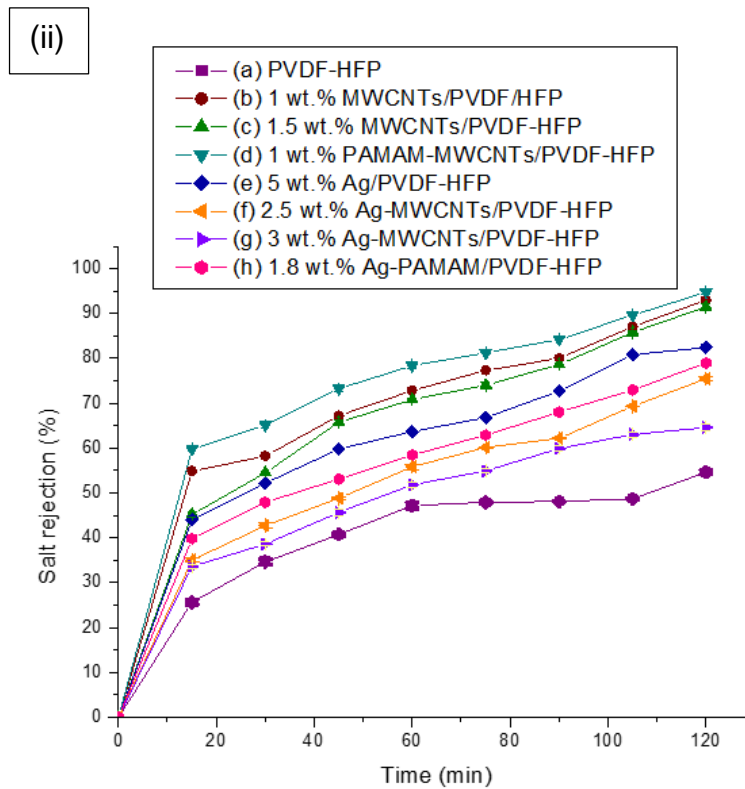 (ii)
(a) PVDF-HFP
(b) 1 wt.% MWCNTs/PVDF/HFP
(c) 1.5 wt.% MWCNTs/PVDF-HFP
(d) 1 wt.% PAMAM-MWCNTs/PVDF-HFP
(e) 5 wt.% Ag/PVDF-HFP
(f) 2.5 wt.% Ag-MWCNTs/PVDF-HFP
(g) 3 wt.% Ag-MWCNTs/PVDF-HFP
(h) 1.8 wt.% Ag-PAMAM/PVDF-HFP
100
90
80
70
60
50
40
30
20
10
0
Salt rejection (%)
0 20 40 60 80 100 120
Time (min)